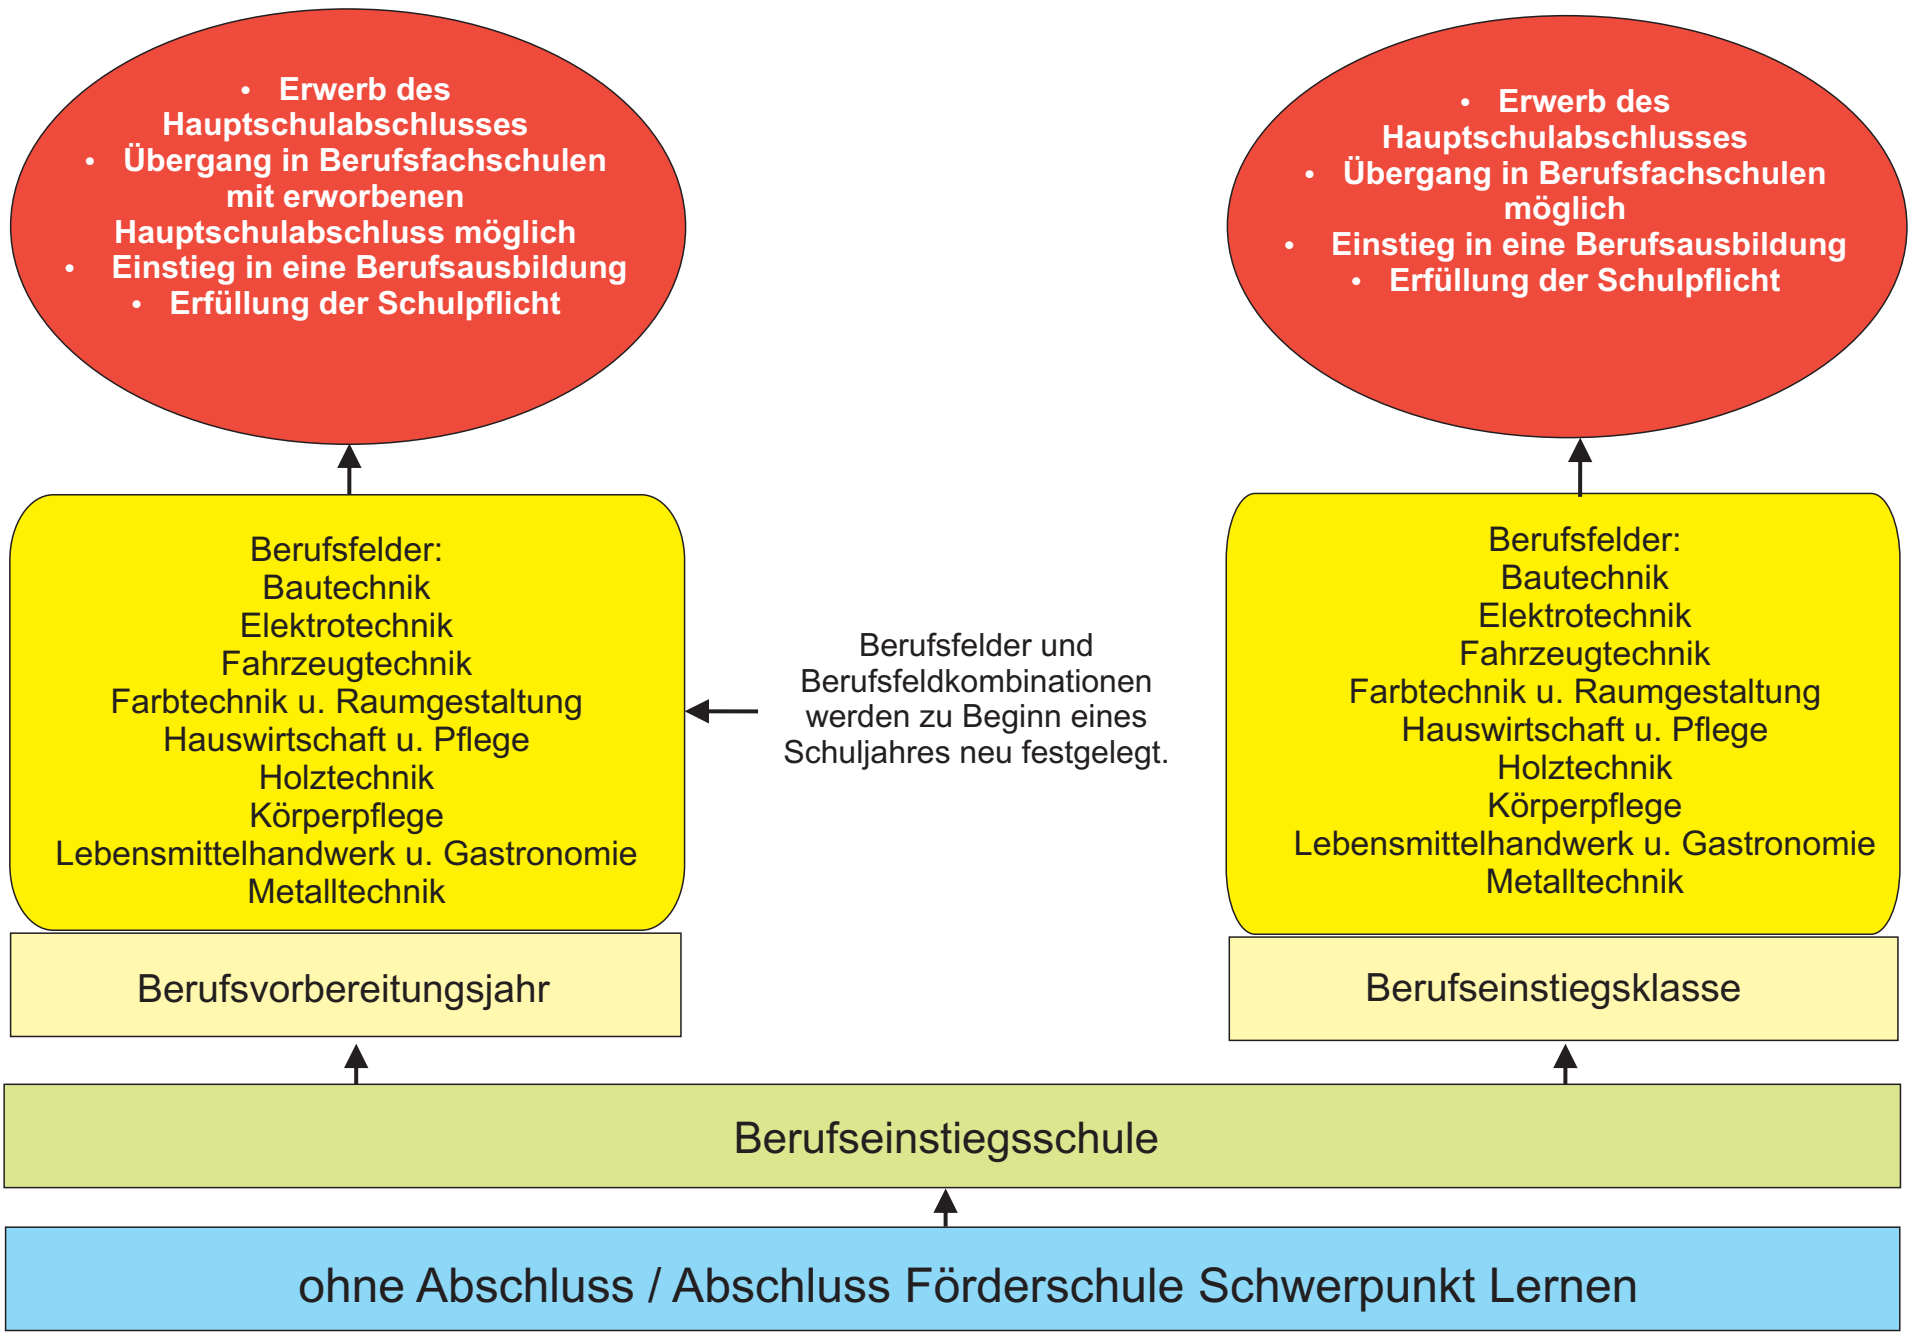 • Erwerb des
Hauptschulabschlusses
• Übergang in Berufsfachschulen
mit erworbenen
Hauptschulabschluss möglich
• Einstieg in eine Berufsausbildung
• Erfüllung der Schulpflicht
• Erwerb des
Hauptschulabschlusses
• Übergang in Berufsfachschulen
möglich
• Einstieg in eine Berufsausbildung
• Erfüllung der Schulpflicht
Berufsfelder:
Bautechnik
Elektrotechnik
Fahrzeugtechnik
Farbtechnik u. Raumgestaltung
Hauswirtschaft u. Pflege
Holztechnik
Körperpflege
Lebensmittelhandwerk u. Gastronomie
Metalltechnik
Berufsfelder und
Berufsfeldkombinationen
werden zu Beginn eines
Schuljahres neu festgelegt.
Berufsfelder:
Bautechnik
Elektrotechnik
Fahrzeugtechnik
Farbtechnik u. Raumgestaltung
Hauswirtschaft u. Pflege
Holztechnik
Körperpflege
Lebensmittelhandwerk u. Gastronomie
Metalltechnik
Berufsvorbereitungsjahr
Berufseinstiegsklasse
Berufseinstiegsschule
ohne Abschluss / Abschluss Förderschule Schwerpunkt Lernen